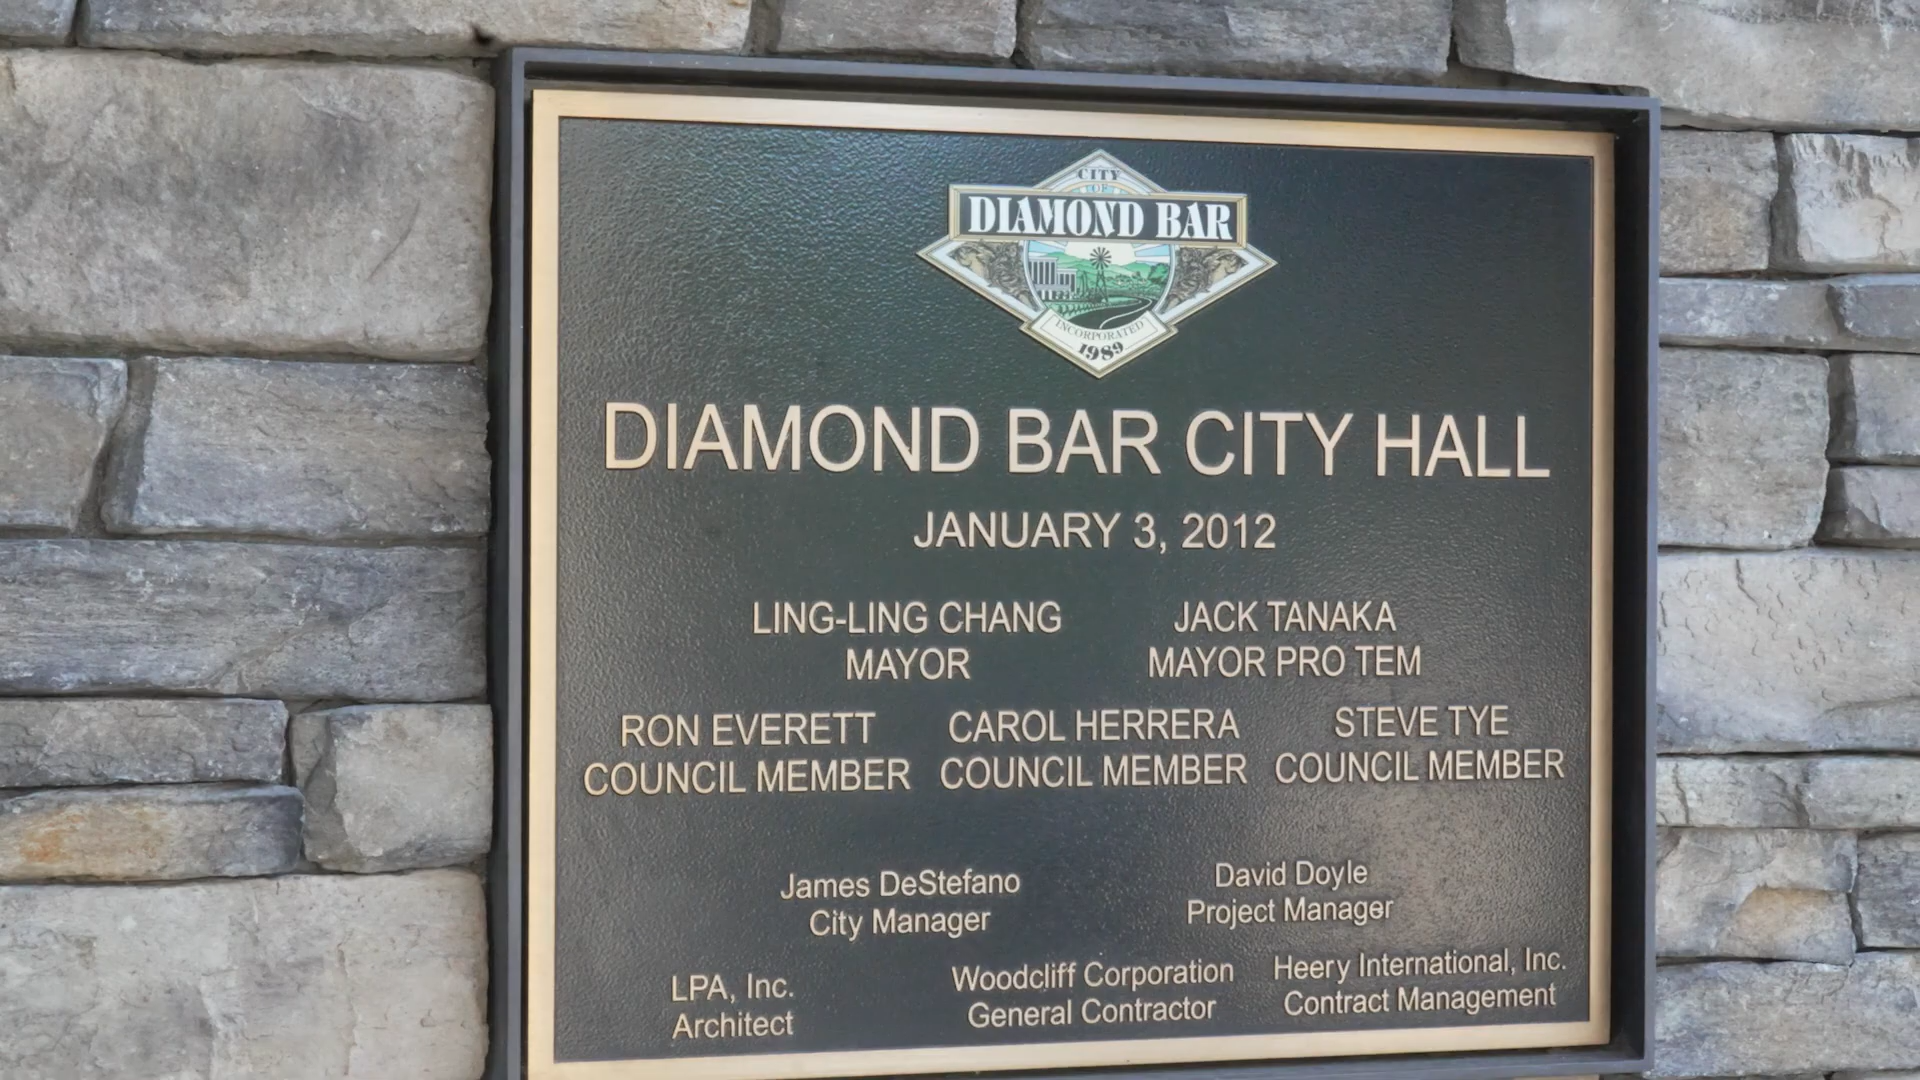 CITY
OF
DIAMOND BAR
INCORPORATED
1989
DIAMOND BAR CITY HALL
JANUARY 3, 2012
LING-LING CHANG JACK TANAKA
MAYOR MAYOR PRO TEM
RON EVERETT CAROL HERRERA STEVE TYE
COUNCIL MEMBER COUNCIL MEMBER COUNCIL MEMBER
James DeStefano David Doyle
City Manager Project Manager
LPA, Inc. Woodcliff Corporation Heery International, Inc.
Architect General Contractor Contract Management